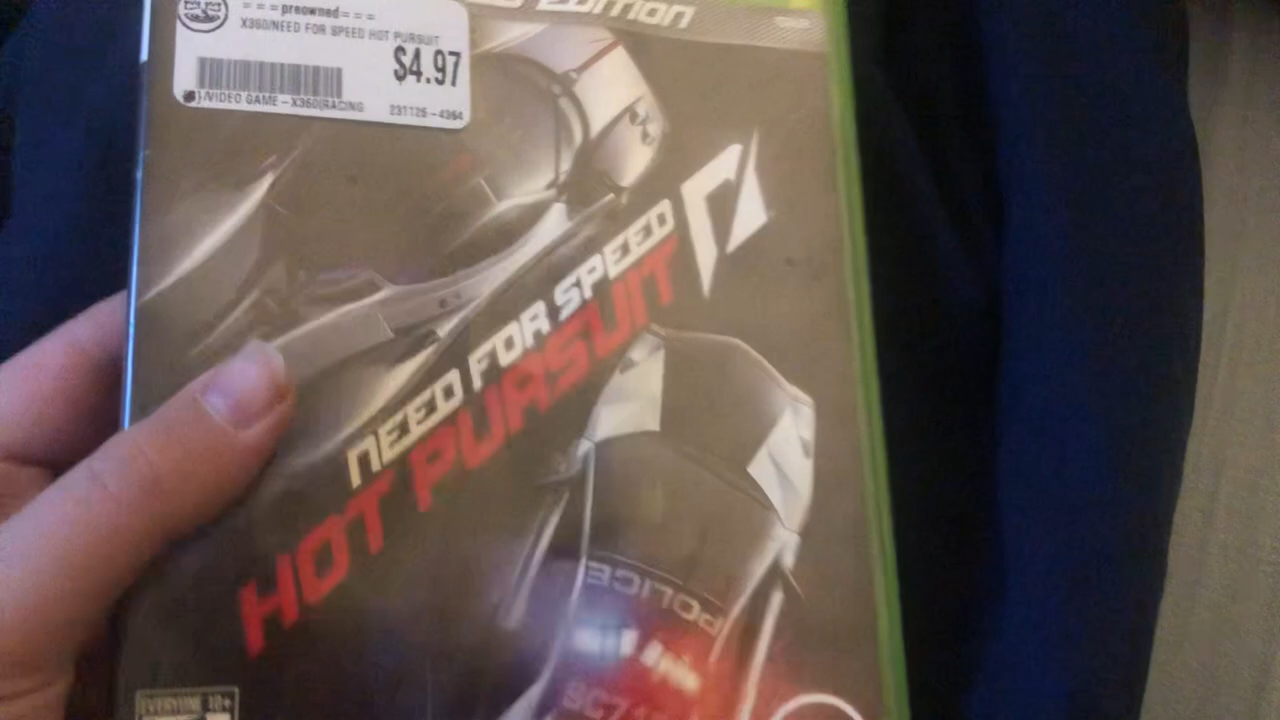 EDITION
===preowned===
X360/NEED FOR SPEED HOT PURSUIT
$4.97
)/VIDEO GAME - X360(RACING
231125-4364
NEED FOR SPEED
HOT PURSUIT
POLICE
EVERYONE 10+